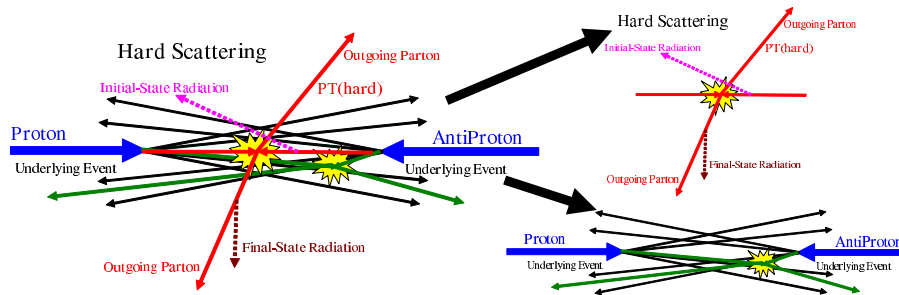 Hard Scattering
Outgoing Parton
Initial-State Radiation
PT(hard)
Proton
AntiProton
Underlying Event
Underlying Event
Final-State Radiation
Outgoing Parton
Hard Scattering
Outgoing Parton
Initial-State Radiation
PT(hard)
Final-State Radiation
Outgoing Parton
Proton
AntiProton
Underlying Event
Underlying Event